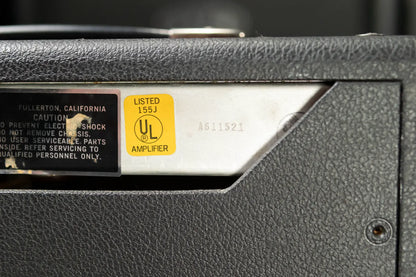 FULLERTON, CALIFORNIA
CAUTION
TO PREVENT ELECTRIC SHOCK
DO NOT REMOVE CHASSIS.
NO USER SERVICEABLE PARTS
INSIDE. REFER SERVICING TO
QUALIFIED PERSONNEL ONLY.
LISTED
155J
UL
®
AMPLIFIER
A611521